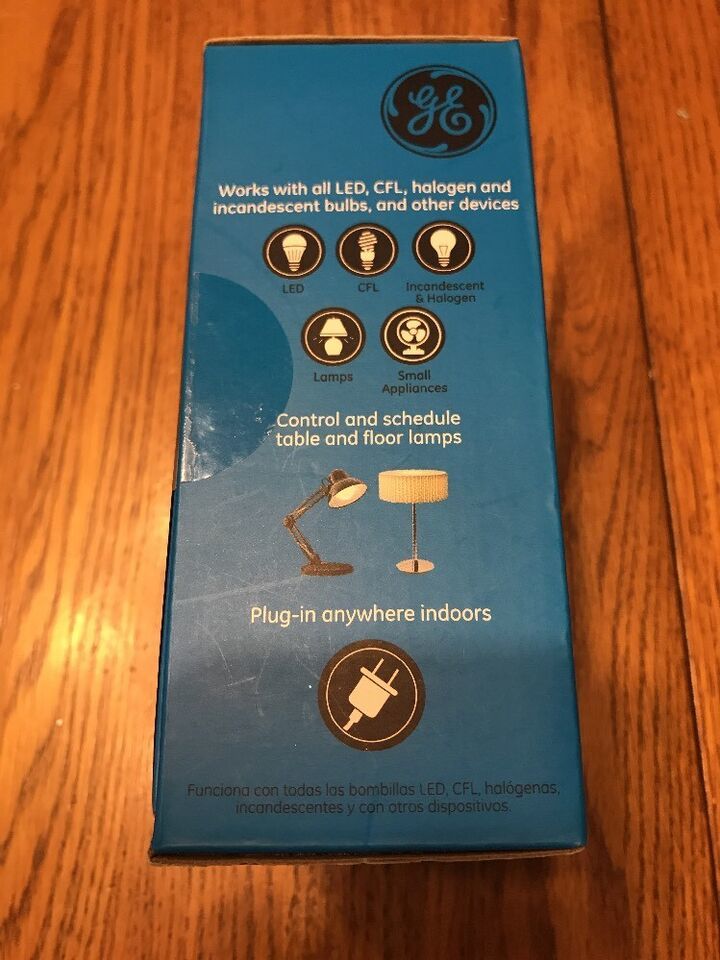 GE
Works with all LED, CFL, halogen and
incandescent bulbs, and other devices
LED
CFL
Incandescent
& Halogen
Lamps
Small
Appliances
Control and schedule
table and floor lamps
Plug-in anywhere indoors
Funciona con todas las bombillas LED, CFL, halógenas,
incandescentes y con otros dispositivos.